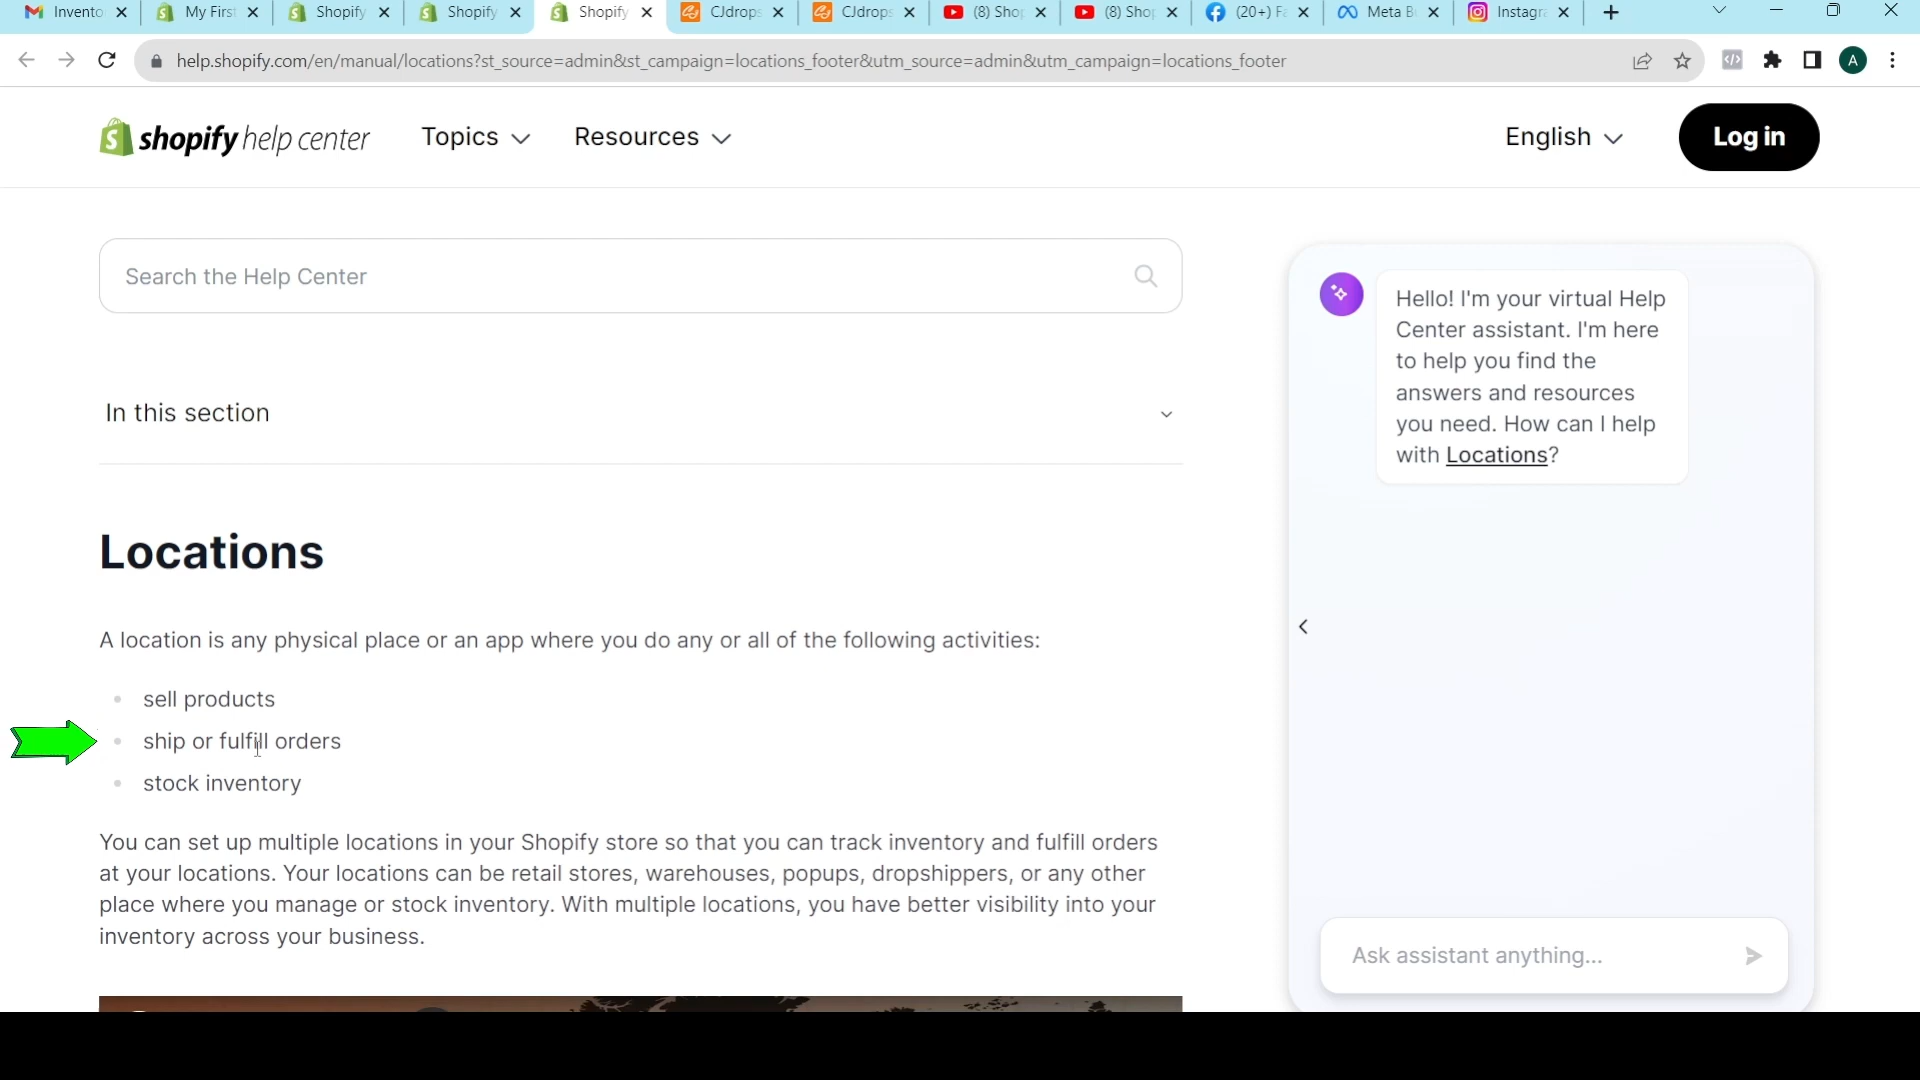 Invento
My First
Shopify
Shopify
Shopify
CJdrops
CJdrops
(8) Shop
(8) Shop
(20+) Fa
Meta B
Instagra
help.shopify.com/en/manual/locations?st_source=admin&st_campaign=locations_footer&utm_source=admin&utm_campaign=locations_footer
A
shopify help center
Topics
Resources
English
Log in
Search the Help Center
In this section
Locations
A location is any physical place or an app where you do any or all of the following activities:
sell products
ship or fulfill orders
stock inventory
You can set up multiple locations in your Shopify store so that you can track inventory and fulfill orders
at your locations. Your locations can be retail stores, warehouses, popups, dropshippers, or any other
place where you manage or stock inventory. With multiple locations, you have better visibility into your
inventory across your business.
Hello! I'm your virtual Help
Center assistant. I'm here
to help you find the
answers and resources
you need. How can I help
with Locations?
Ask assistant anything...